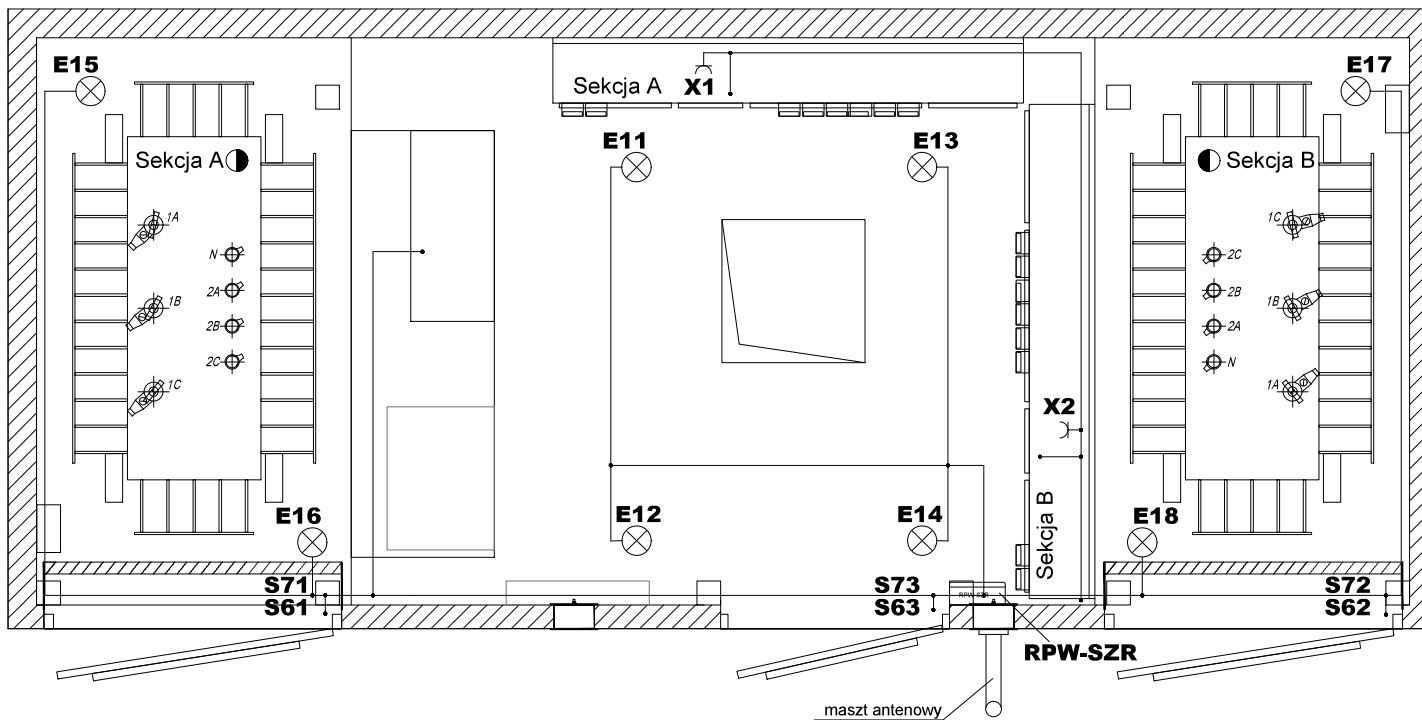 E15
E17
Sekcja A
X1
E11
E13
Sekcja A
Sekcja B
1A
N
2A
1B
2B
2C
1C
1C
2C
2B
1B
2A
N
1A
X2
Sekcja B
E16
E12
E14
E18
S71
S61
S73
S63
RPW-SZR
S72
S62
RPW-SZR
maszt antenowy